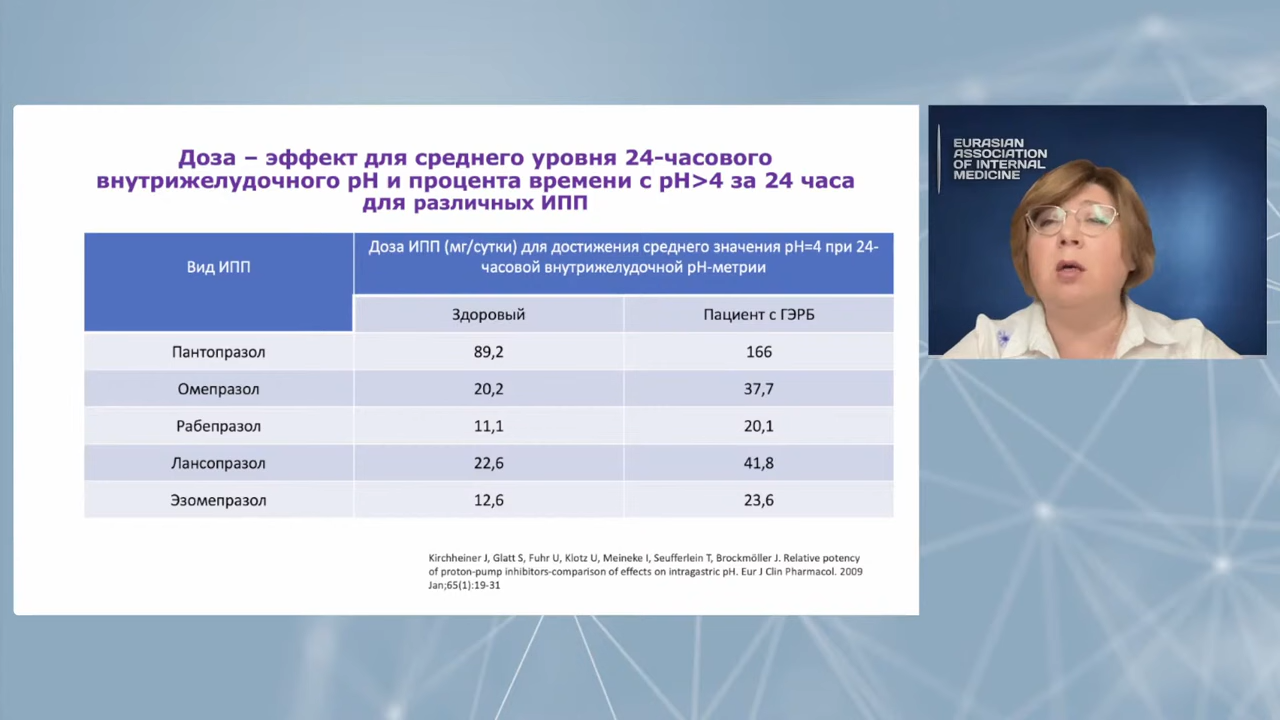 Доза – эффект для среднего уровня 24-часового
внутрижелудочного pH и процента времени с pH>4 за 24 часа
для различных ИПП
Вид ИПП
Доза ИПП (мг/сутки) для достижения среднего значения pH=4 при 24-
часовой внутрижелудочной pH-метрии
Здоровый
Пациент с ГЭРБ
Пантопразол
89,2
166
Омепразол
20,2
37,7
Рабепразол
11,1
20,1
Лансопразол
22,6
41,8
Эзомепразол
12,6
23,6
Kirchheiner J, Glatt S, Fuhr U, Klotz U, Meineke I, Seufferlein T, Brockmöller J. Relative potency
of proton-pump inhibitors-comparison of effects on intragastric pH. Eur J Clin Pharmacol. 2009
Jan;65(1):19-31
EURASIAN
ASSOCIATION
OF INTERNAL
MEDICINE